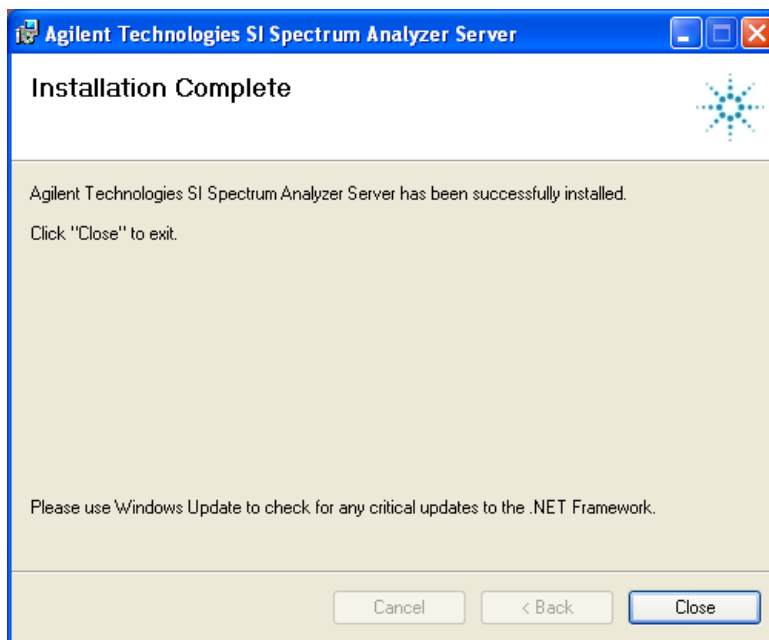 Agilent Technologies SI Spectrum Analyzer Server
Installation Complete
Agilent Technologies SI Spectrum Analyzer Server has been successfully installed.
Click "Close" to exit.
Please use Windows Update to check for any critical updates to the .NET Framework.
Cancel
< Back
Close